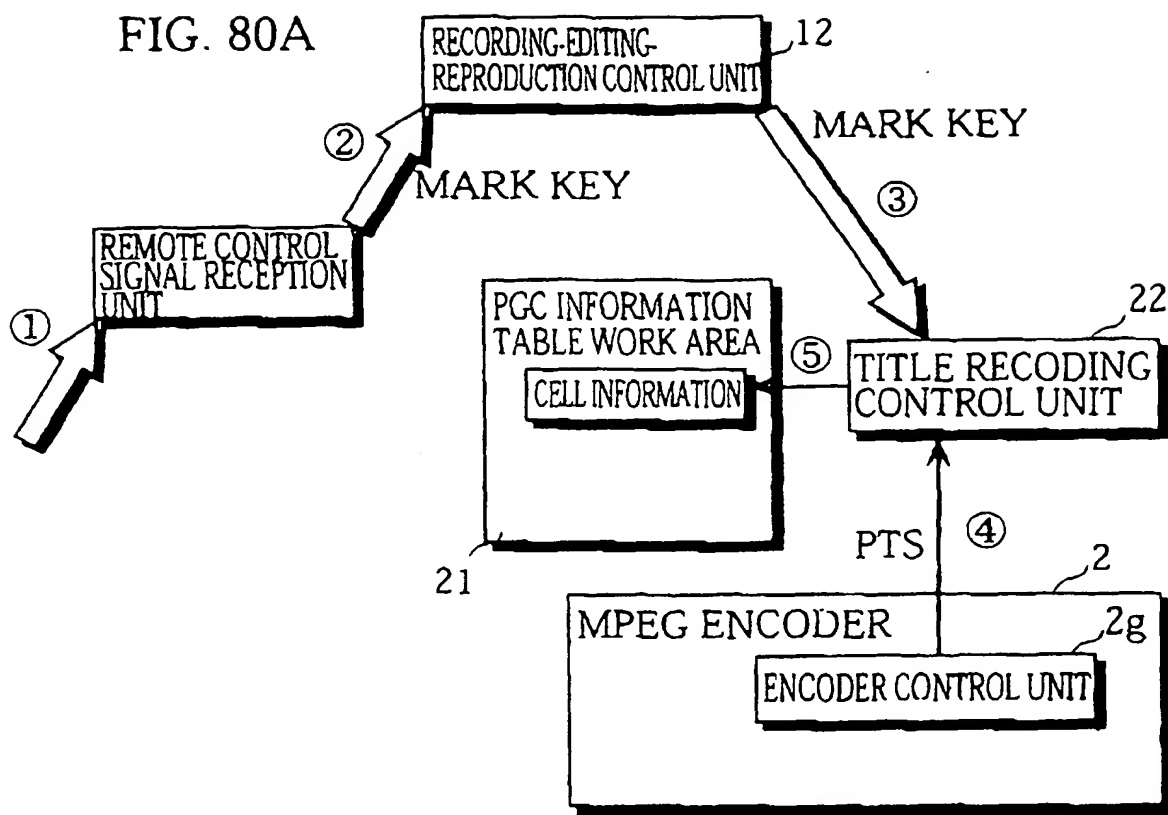 FIG. 80A
RECORDING-EDITING-
REPRODUCTION CONTROL UNIT
12
②
MARK KEY
MARK KEY
③
REMOTE CONTROL
SIGNAL RECEPTION
UNIT
①
PGC INFORMATION
TABLE WORK AREA
CELL INFORMATION
21
⑤
22
TITLE RECODING
CONTROL UNIT
PTS
④
2
MPEG ENCODER
2g
ENCODER CONTROL UNIT